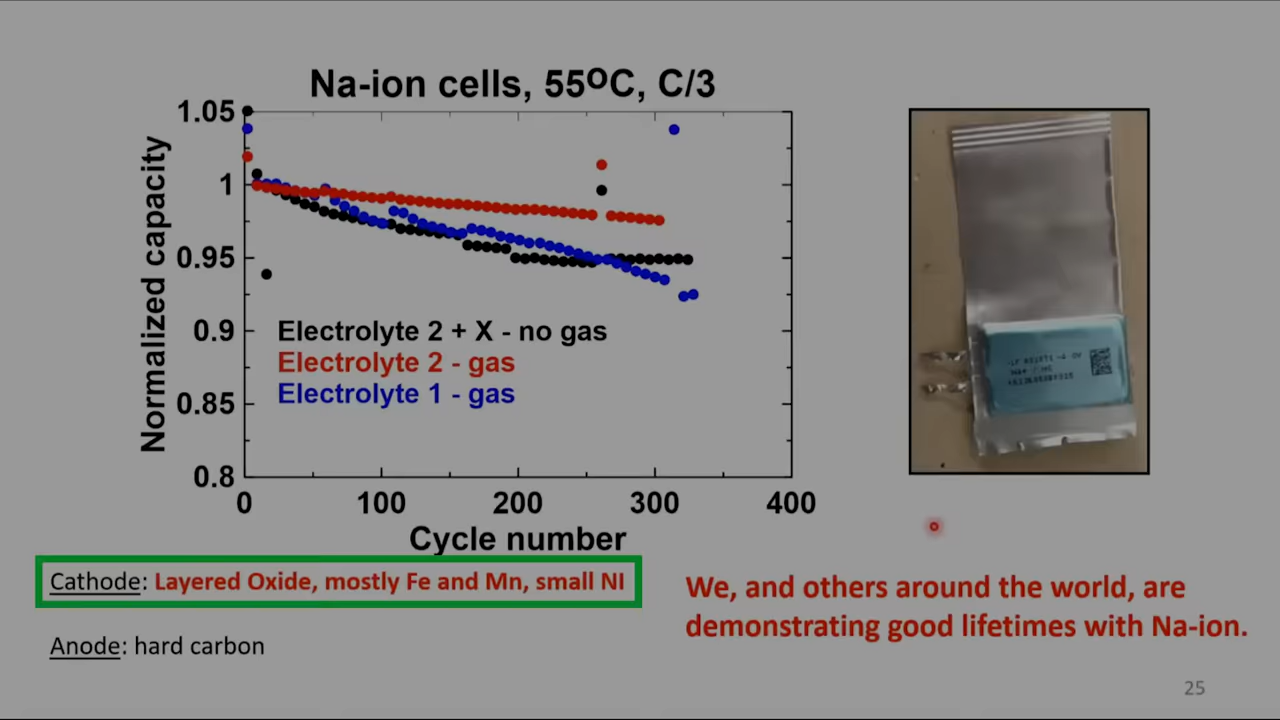 Na-ion cells, 55ºC, C/3
Normalized capacity
1.05
1
0.95
0.9
0.85
0.8
Electrolyte 2 + X - no gas
Electrolyte 2 - gas
Electrolyte 1 - gas
0 100 200 300 400
Cycle number
Cathode: Layered Oxide, mostly Fe and Mn, small NI
Anode: hard carbon
We, and others around the world, are
demonstrating good lifetimes with Na-ion.
25